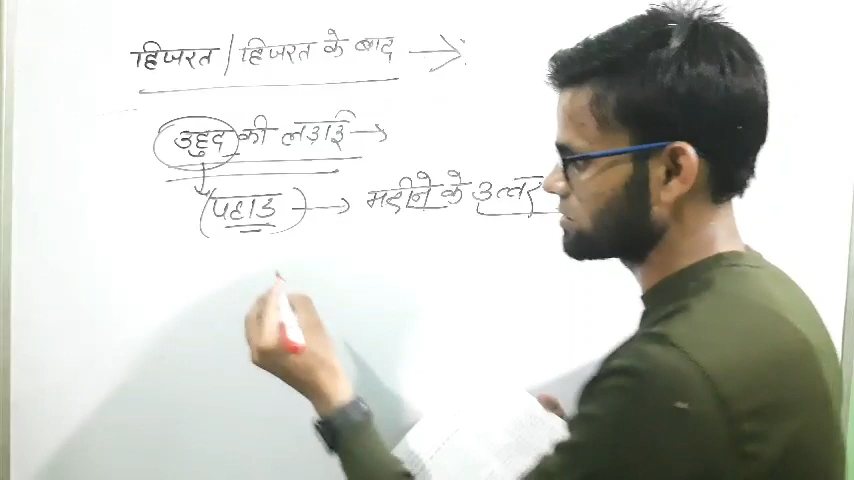 हिजरत / हिजरत के बाद →:
उहुद की लड़ाई →
पहाड → मदीने के उत्तर